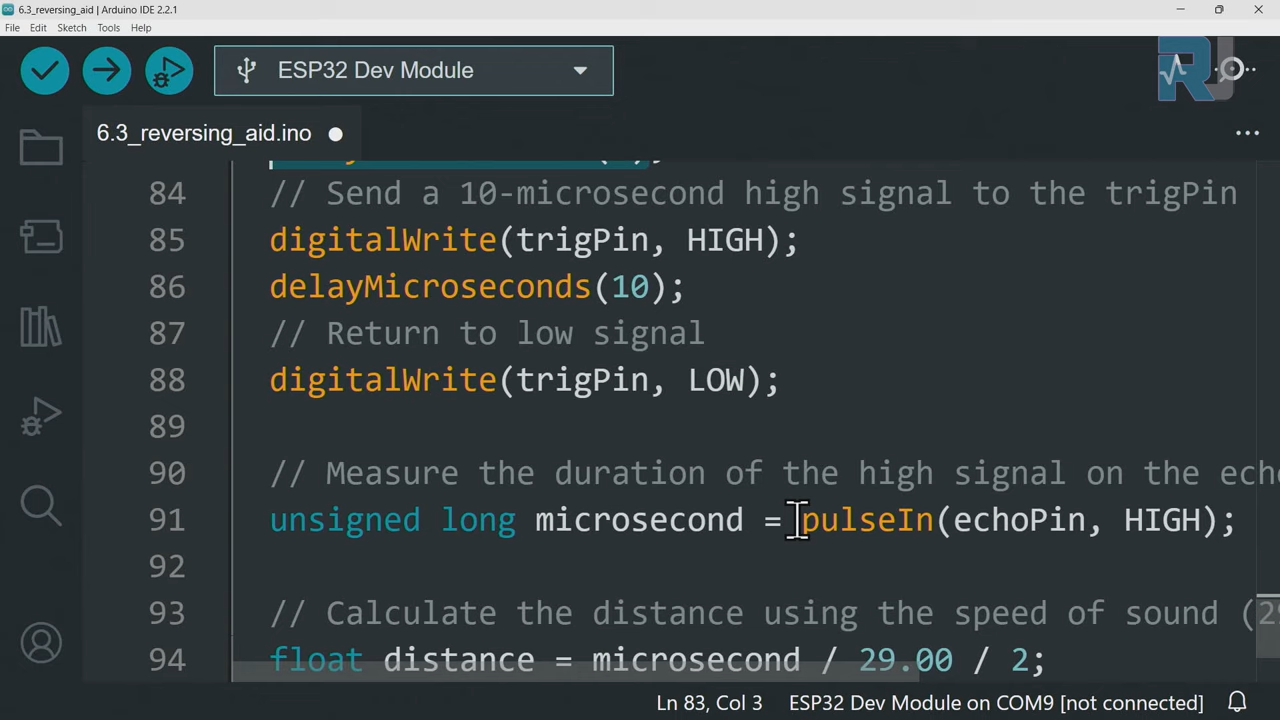 6.3_reversing_aid | Arduino IDE 2.2.1
File Edit Sketch Tools Help
ESP32 Dev Module
RJ
6.3_reversing_aid.ino
84 // Send a 10-microsecond high signal to the trigPin
85 digitalWrite(trigPin, HIGH);
86 delayMicroseconds(10);
87 // Return to low signal
88 digitalWrite(trigPin, LOW);
89
90 // Measure the duration of the high signal on the echo
91 unsigned long microsecond = pulseIn(echoPin, HIGH);
92
93 // Calculate the distance using the speed of sound (29
94 float distance = microsecond / 29.00 / 2;
Ln 83, Col 3 ESP32 Dev Module on COM9 [not connected]